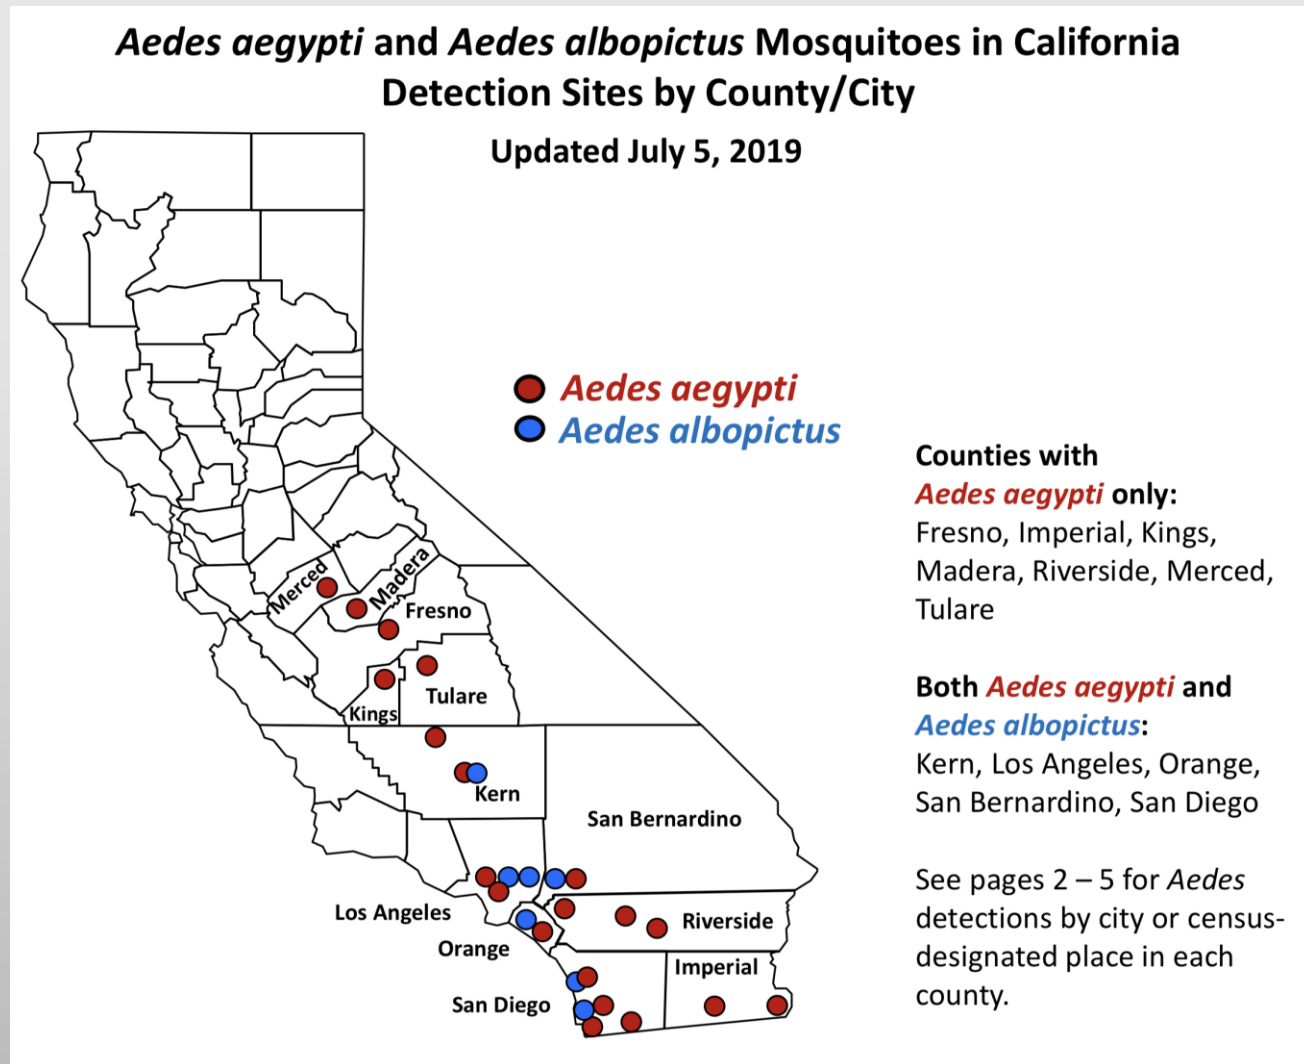 Aedes aegypti and Aedes albopictus Mosquitoes in California
Detection Sites by County/City
Updated July 5, 2019
Aedes aegypti
Aedes albopictus
Counties with
Aedes aegypti only:
Fresno, Imperial, Kings,
Madera, Riverside, Merced,
Tulare
Both Aedes aegypti and
Aedes albopictus:
Kern, Los Angeles, Orange,
San Bernardino, San Diego
See pages 2 – 5 for Aedes
detections by city or census-
designated place in each
county.
Merced
Madera
Fresno
Tulare
Kings
Kern
San Bernardino
Los Angeles
Riverside
Orange
Imperial
San Diego